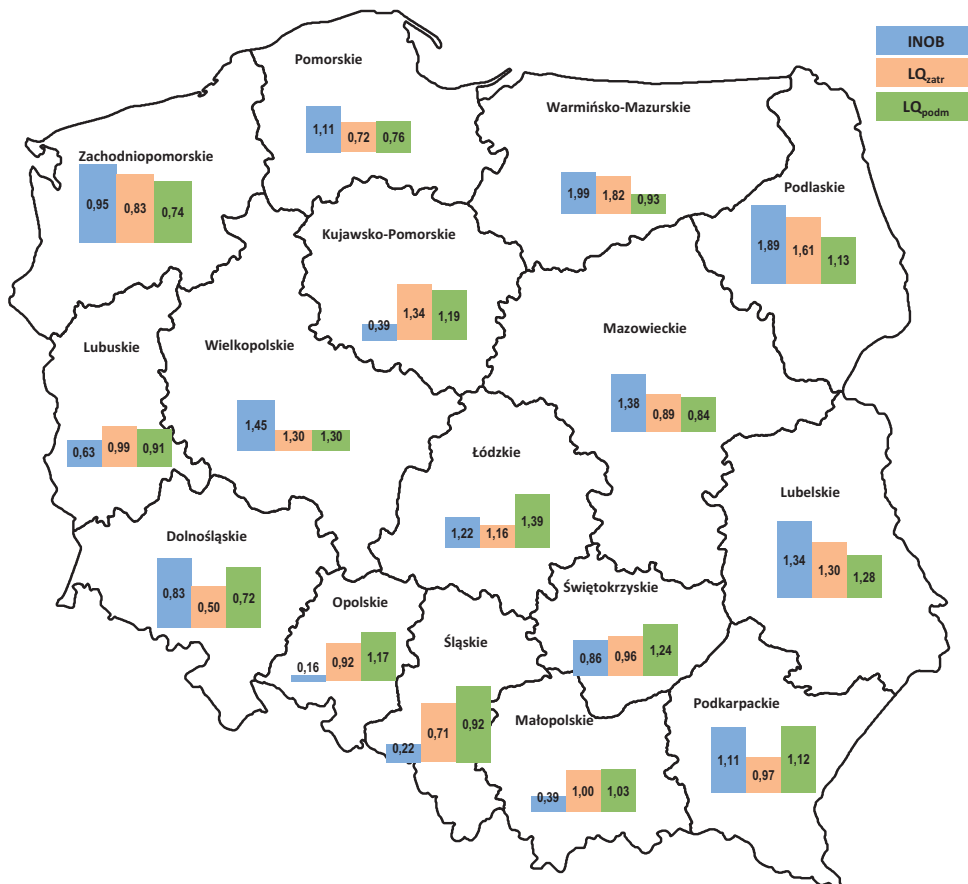 INOB
LQzatr
LQpodm
Pomorskie
1,11
0,72
0,76
Warmińsko-Mazurskie
1,99
1,82
0,93
Zachodniopomorskie
0,95
0,83
0,74
Podlaskie
1,89
1,61
1,13
Kujawsko-Pomorskie
0,39
1,34
1,19
Mazowieckie
1,38
0,89
0,84
Lubuskie
0,63
0,99
0,91
Wielkopolskie
1,45
1,30
1,30
Łódzkie
1,22
1,16
1,39
Lubelskie
1,34
1,30
1,28
Dolnośląskie
0,83
0,50
0,72
Opolskie
0,16
0,92
1,17
Śląskie
0,22
0,71
0,92
Świętokrzyskie
0,86
0,96
1,24
Małopolskie
0,39
1,00
1,03
Podkarpackie
1,11
0,97
1,12